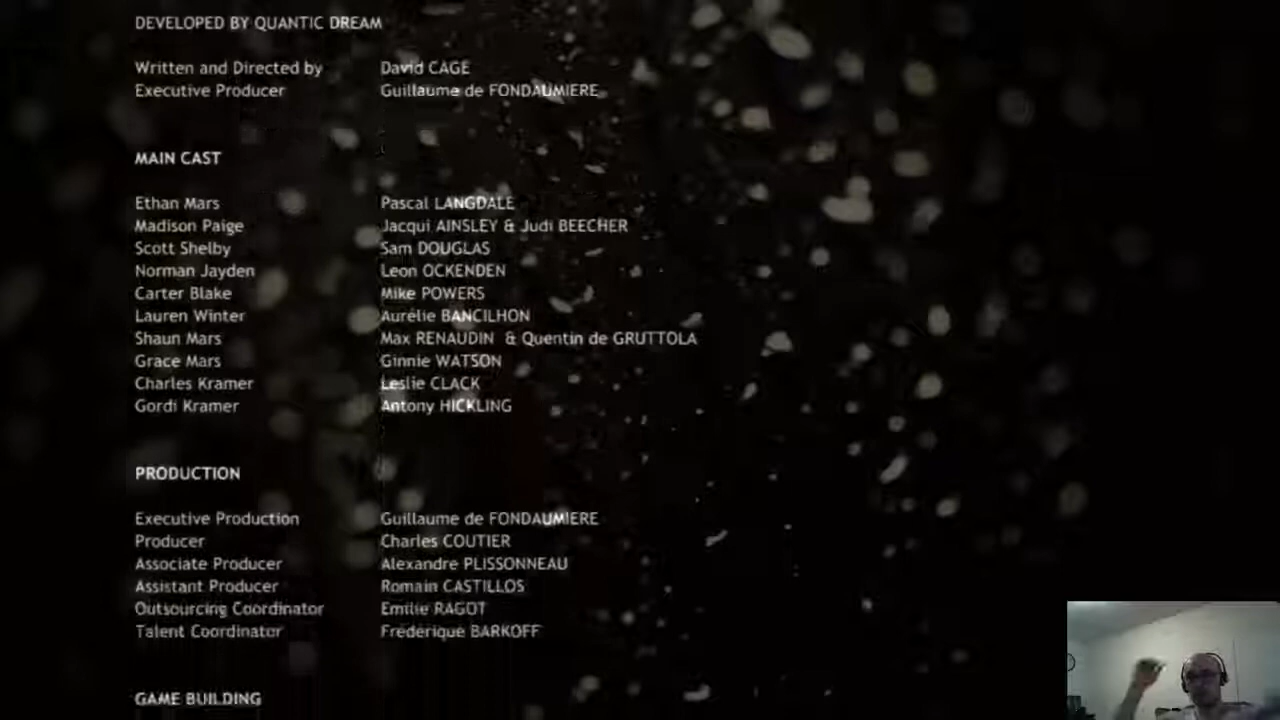 DEVELOPED BY QUANTIC DREAM
Written and Directed by David CAGE
Executive Producer Guillaume de FONDAUMIERE
MAIN CAST
Ethan Mars Pascal LANGDALE
Madison Paige Jacqui AINSLEY & Judi BEECHER
Scott Shelby Sam DOUGLAS
Norman Jayden Leon OCKENDEN
Carter Blake Mike POWERS
Lauren Winter Aurélie BANCILHON
Shaun Mars Max RENAUDIN & Quentin de GRUTTOLA
Grace Mars Ginnie WATSON
Charles Kramer Leslie CLACK
Gordi Kramer Antony HICKLING
PRODUCTION
Executive Production Guillaume de FONDAUMIERE
Producer Charles COUTIER
Associate Producer Alexandre PLISSONNEAU
Assistant Producer Romain CASTILLOS
Outsourcing Coordinator Emilie RAGOT
Talent Coordinator Frédérique BARKOFF
GAME BUILDING